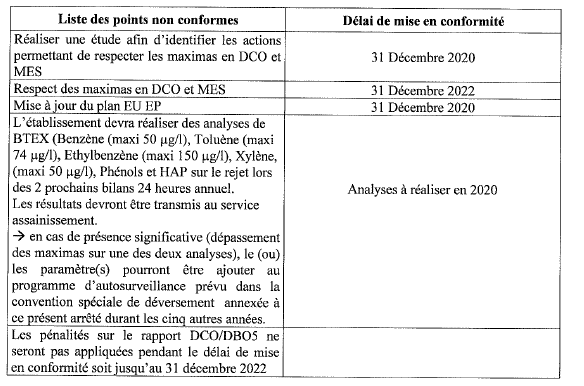 Liste des points non conformes
Délai de mise en conformité
Réaliser une étude afin d'identifier les actions
permettant de respecter les maximas en DCO et
MES
31 Décembre 2020
Respect des maximas en DCO et MES
31 Décembre 2022
Mise à jour du plan EU EP
31 Décembre 2020
L'établissement devra réaliser des analyses de
BTEX (Benzène (maxi 50 µg/l), Toluène (maxi
74 µg/l), Ethylbenzène (maxi 150 µg/l), Xylène,
(maxi 50 µg/l), Phénols et HAP sur le rejet lors
des 2 prochains bilans 24 heures annuel.
Les résultats devront être transmis au service
assainissement.
→ en cas de présence significative (dépassement
des maximas sur une des deux analyses), le (ou)
les paramètre(s) pourront être ajouter au
programme d'autosurveillance prévu dans la
convention spéciale de déversement annexée à
ce présent arrêté durant les cinq autres années.
Analyses à réaliser en 2020
Les pénalités sur le rapport DCO/DBO5 ne
seront pas appliquées pendant le délai de mise
en conformité soit jusqu'au 31 décembre 2022